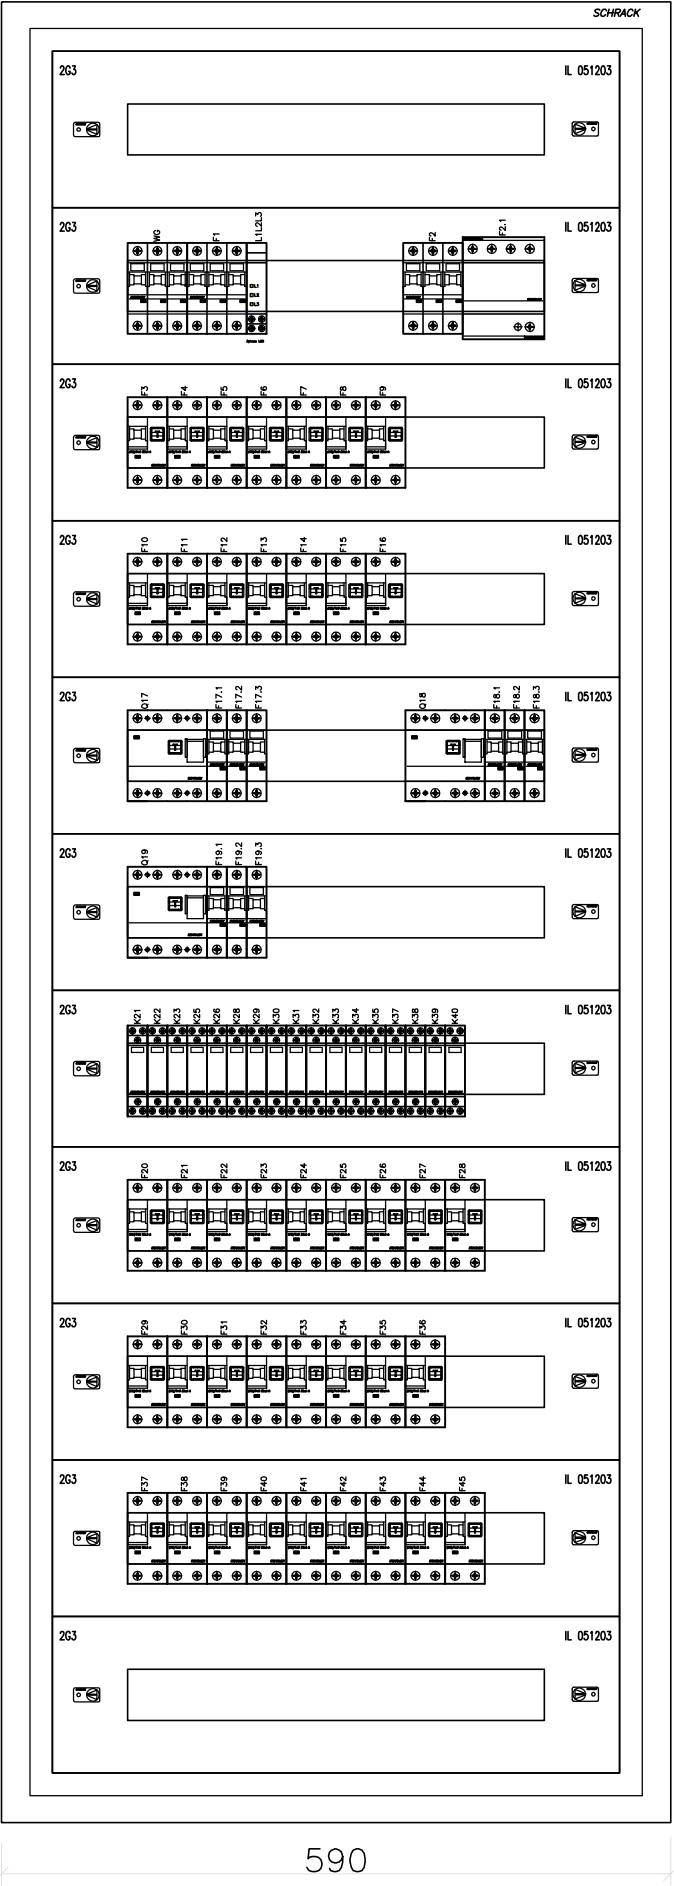 SCHRACK
2G3 IL 051203
2G3 IL 051203
WG F1 L1L2L3 F2 F2.1
L1
L2
L3
2G3 IL 051203
F3 F4 F5 F6 F7 F8 F9
2G3 IL 051203
F10 F11 F12 F13 F14 F15 F16
2G3 IL 051203
Q17 F17.1 F17.2 F17.3 Q18 F18.1 F18.2 F18.3
2G3 IL 051203
Q19 F19.1 F19.2 F19.3
2G3 IL 051203
K21 K22 K23 K25 K26 K28 K29 K30 K31 K32 K33 K34 K35 K37 K38 K39 K40
2G3 IL 051203
F20 F21 F22 F23 F24 F25 F26 F27 F28
2G3 IL 051203
F29 F30 F31 F32 F33 F34 F35 F36
2G3 IL 051203
F37 F38 F39 F40 F41 F42 F43 F44 F45
2G3 IL 051203
590